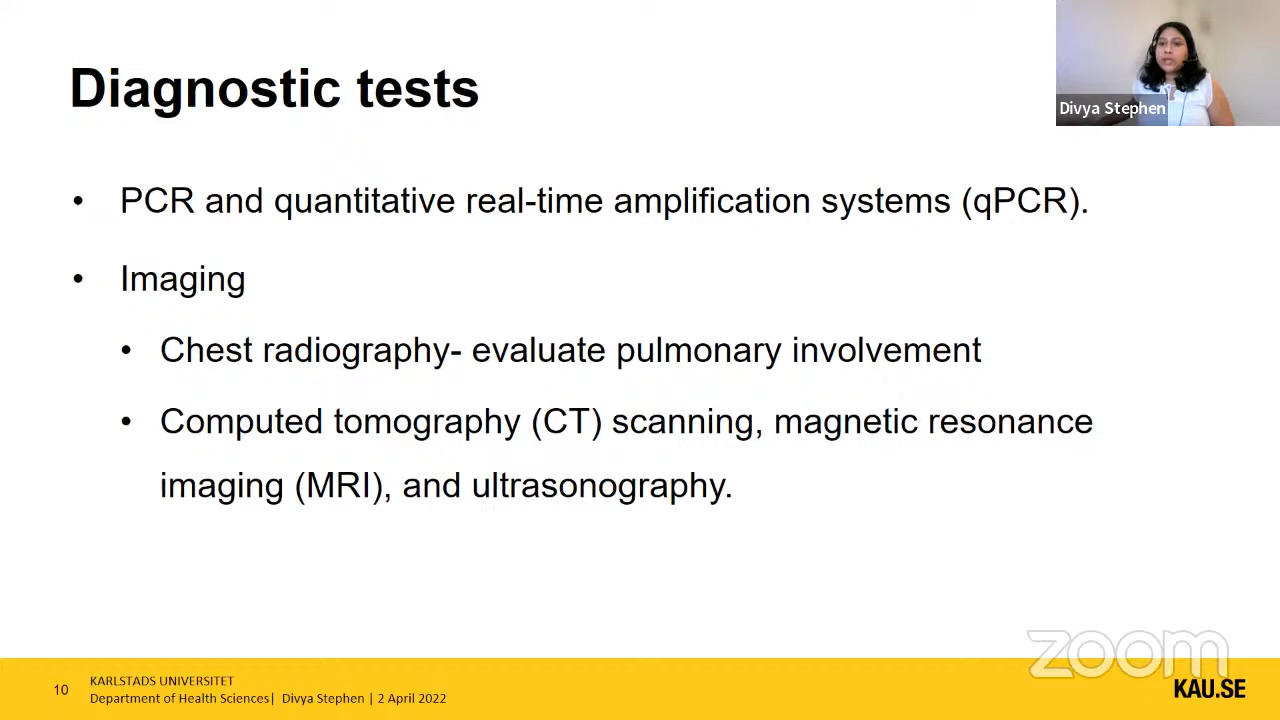 Diagnostic tests
Divya Stephen
• PCR and quantitative real-time amplification systems (qPCR).
• Imaging
• Chest radiography- evaluate pulmonary involvement
• Computed tomography (CT) scanning, magnetic resonance
imaging (MRI), and ultrasonography.
zoom
10
KARLSTADS UNIVERSITET
Department of Health Sciences| Divya Stephen | 2 April 2022
KAU.SE